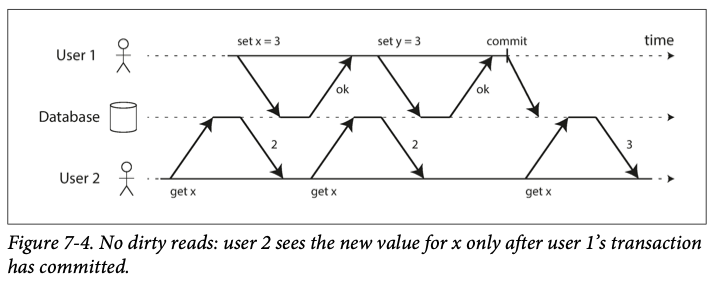 set x = 3
set y = 3
commit
time
User 1
ok
ok
Database
2
2
3
User 2
get x
get x
get x
Figure 7-4. No dirty reads: user 2 sees the new value for x only after user 1’s transaction
has committed.